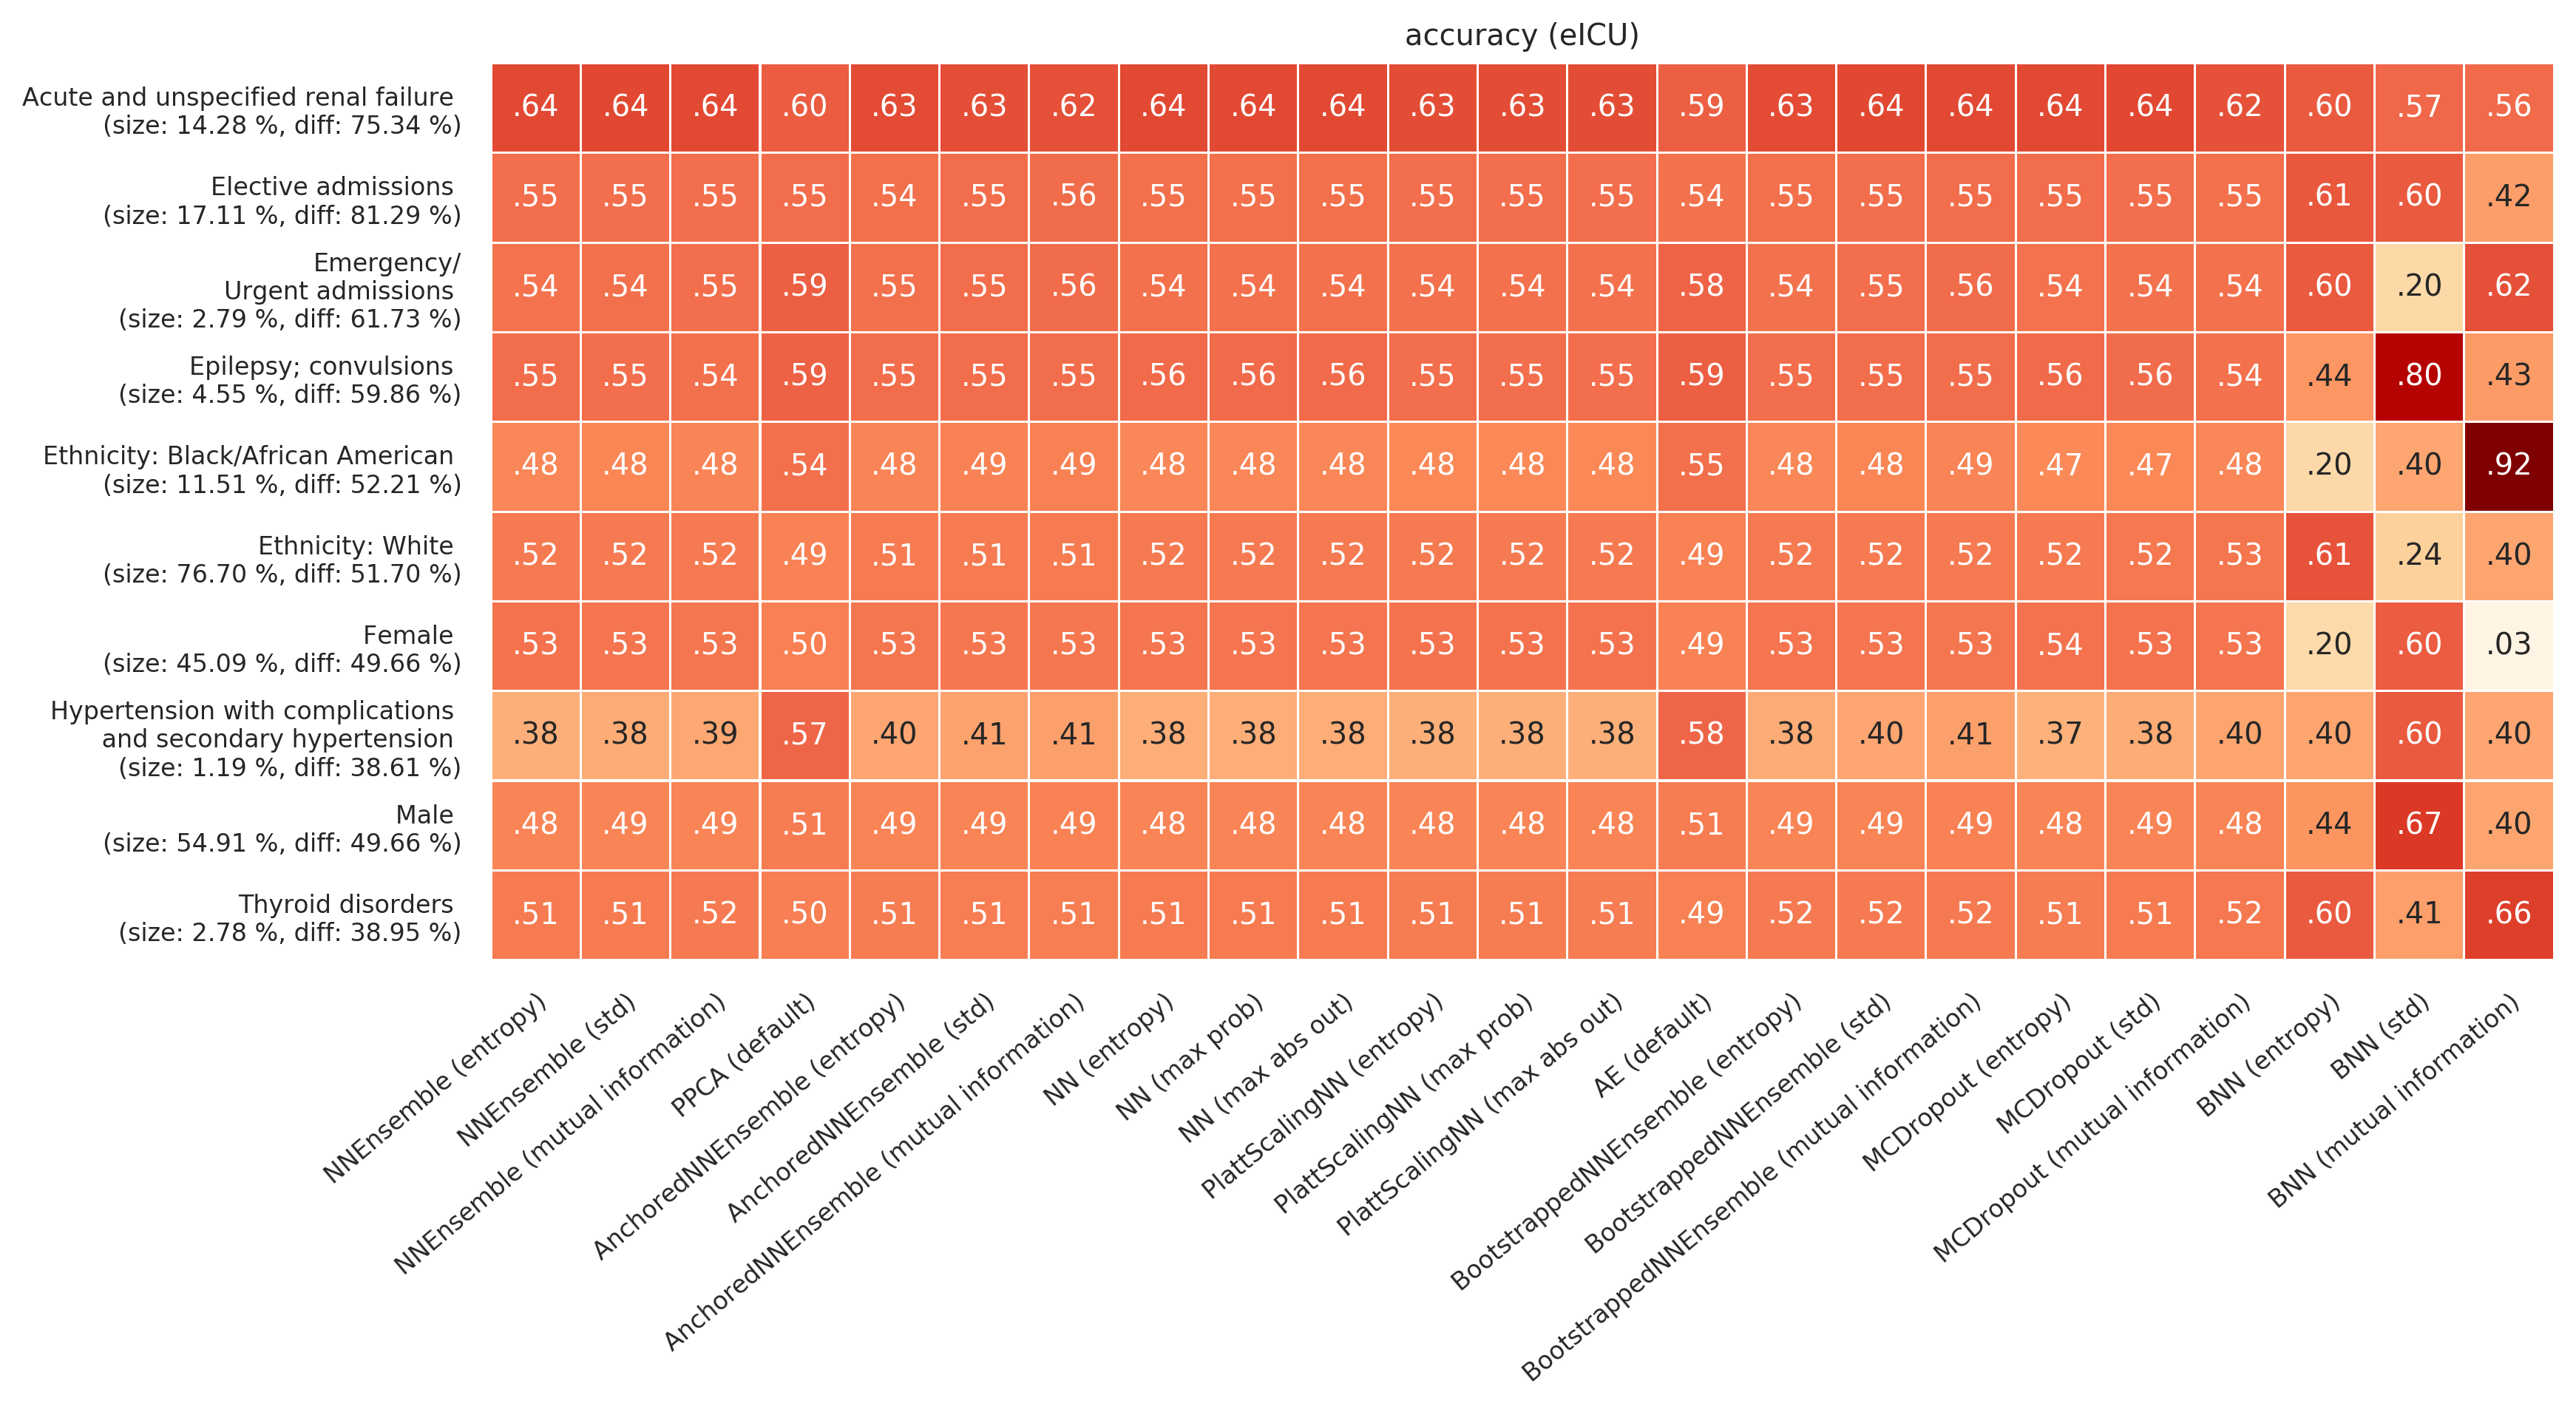 accuracy (eICU)
Acute and unspecified renal failure
(size: 14.28 %, diff: 75.34 %)
.64 .64 .64 .60 .63 .63 .62 .64 .64 .64 .63 .63 .63 .59 .63 .64 .64 .64 .64 .62 .60 .57 .56
Elective admissions
(size: 17.11 %, diff: 81.29 %)
.55 .55 .55 .55 .54 .55 .56 .55 .55 .55 .55 .55 .55 .54 .55 .55 .55 .55 .55 .55 .61 .60 .42
Emergency/
Urgent admissions
(size: 2.79 %, diff: 61.73 %)
.54 .54 .55 .59 .55 .55 .56 .54 .54 .54 .54 .54 .54 .58 .54 .55 .56 .54 .54 .54 .60 .20 .62
Epilepsy; convulsions
(size: 4.55 %, diff: 59.86 %)
.55 .55 .54 .59 .55 .55 .55 .56 .56 .56 .55 .55 .55 .59 .55 .55 .55 .56 .56 .54 .44 .80 .43
Ethnicity: Black/African American
(size: 11.51 %, diff: 52.21 %)
.48 .48 .48 .54 .48 .49 .49 .48 .48 .48 .48 .48 .48 .55 .48 .48 .49 .47 .47 .48 .20 .40 .92
Ethnicity: White
(size: 76.70 %, diff: 51.70 %)
.52 .52 .52 .49 .51 .51 .51 .52 .52 .52 .52 .52 .52 .49 .52 .52 .52 .52 .52 .53 .61 .24 .40
Female
(size: 45.09 %, diff: 49.66 %)
.53 .53 .53 .50 .53 .53 .53 .53 .53 .53 .53 .53 .53 .49 .53 .53 .53 .54 .53 .53 .20 .60 .03
Hypertension with complications
and secondary hypertension
(size: 1.19 %, diff: 38.61 %)
.38 .38 .39 .57 .40 .41 .41 .38 .38 .38 .38 .38 .38 .58 .38 .40 .41 .37 .38 .40 .40 .60 .40
Male
(size: 54.91 %, diff: 49.66 %)
.48 .49 .49 .51 .49 .49 .49 .48 .48 .48 .48 .48 .48 .51 .49 .49 .49 .48 .49 .48 .44 .67 .40
Thyroid disorders
(size: 2.78 %, diff: 38.95 %)
.51 .51 .52 .50 .51 .51 .51 .51 .51 .51 .51 .51 .51 .49 .52 .52 .52 .51 .51 .52 .60 .41 .66
NNEnsemble (entropy)
NNEnsemble (std)
NNEnsemble (mutual information)
PPCA (default)
AnchoredNNEnsemble (entropy)
AnchoredNNEnsemble (std)
AnchoredNNEnsemble (mutual information)
NN (entropy)
NN (max prob)
NN (max abs out)
PlattScalingNN (entropy)
PlattScalingNN (max prob)
PlattScalingNN (max abs out)
AE (default)
BootstrappedNNEnsemble (entropy)
BootstrappedNNEnsemble (std)
BootstrappedNNEnsemble (mutual information)
MCDropout (entropy)
MCDropout (std)
MCDropout (mutual information)
BNN (entropy)
BNN (std)
BNN (mutual information)